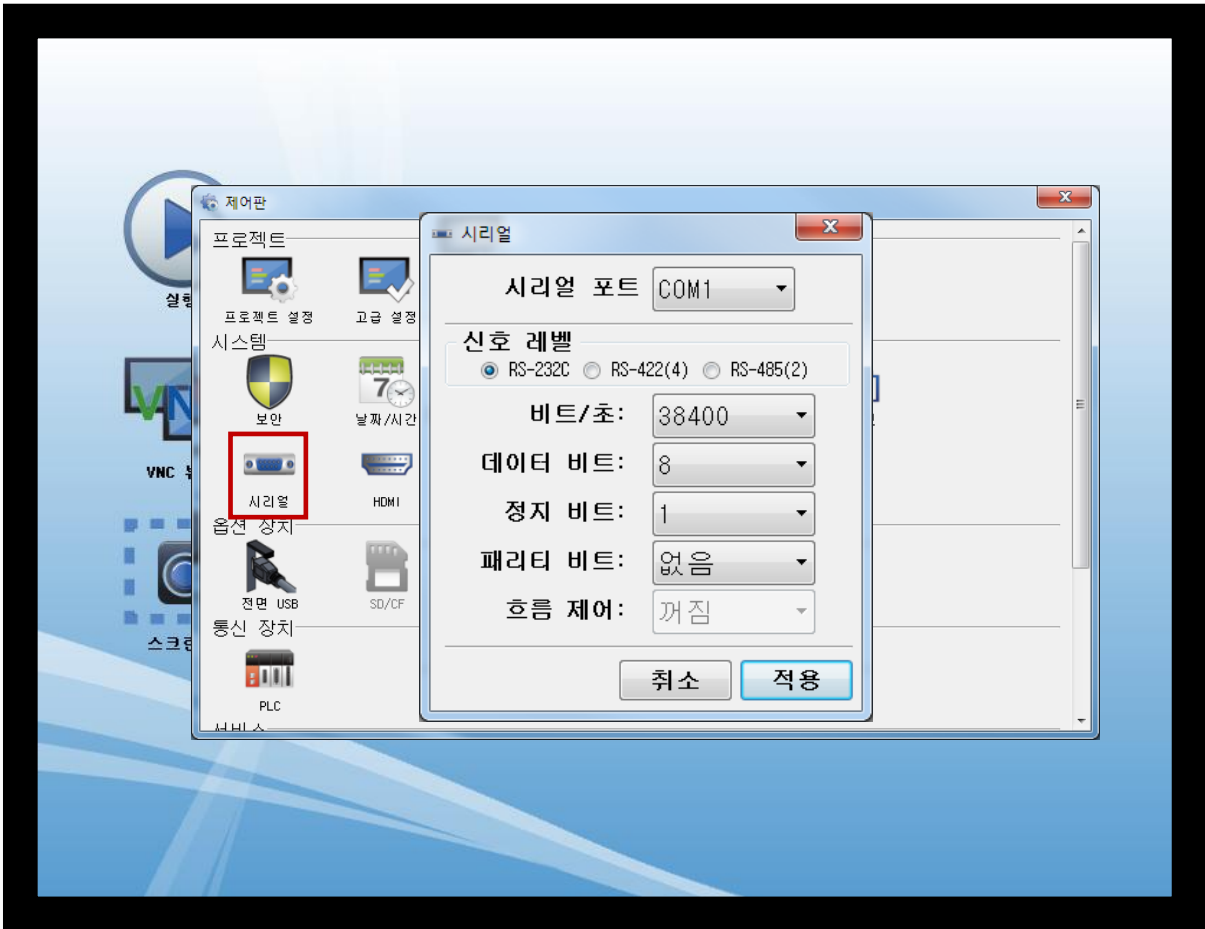 제어판
프로젝트
프로젝트 설정
고급 설정
시스템
보안
날짜/시간
시리얼
HDMI
옵션 장치
전면 USB
SD/CF
통신 장치
PLC
서비스
VNC
시리얼
시리얼 포트 COM1
신호 레벨
RS-232C RS-422(4) RS-485(2)
비트/초: 38400
데이터 비트: 8
정지 비트: 1
패리티 비트: 없음
흐름 제어: 꺼짐
취소 적용